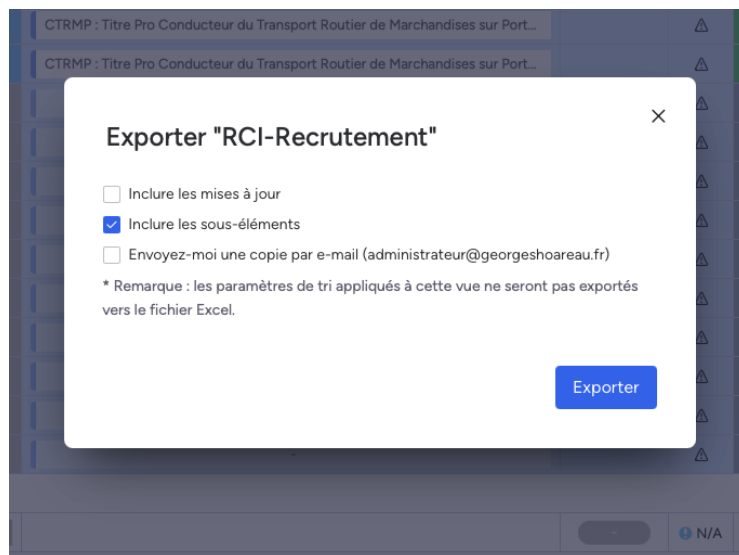 CTRMP : Titre Pro Conducteur du Transport Routier de Marchandises sur Port...
CTRMP : Titre Pro Conducteur du Transport Routier de Marchandises sur Port...
Exporter "RCI-Recrutement"
Inclure les mises à jour
Inclure les sous-éléments
Envoyez-moi une copie par e-mail (administrateur@georgeshoareau.fr)
* Remarque : les paramètres de tri appliqués à cette vue ne seront pas exportés
vers le fichier Excel.
Exporter
-
-
N/A